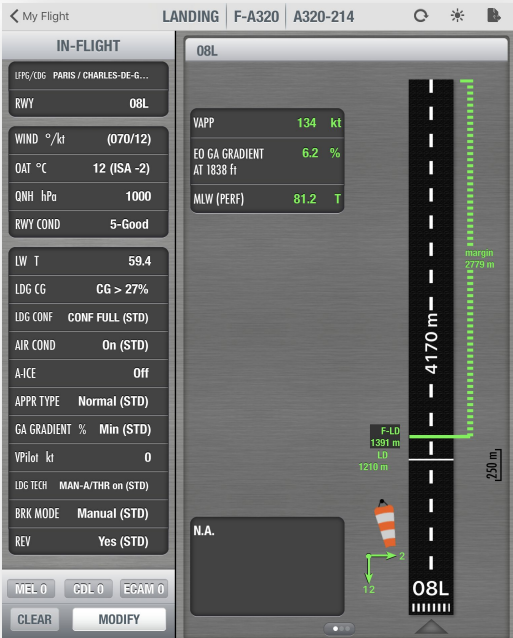 My Flight
LANDING F-A320 A320-214
IN-FLIGHT
LFPG/CDG PARIS / CHARLES-DE-G...
RWY 08L
WIND °/kt (070/12)
OAT °C 12 (ISA -2)
QNH hPa 1000
RWY COND 5-Good
LW T 59.4
LDG CG CG > 27%
LDG CONF CONF FULL (STD)
AIR COND On (STD)
A-ICE Off
APPR TYPE Normal (STD)
GA GRADIENT % Min (STD)
VPilot kt 0
LDG TECH MAN-A/THR on (STD)
BRK MODE Manual (STD)
REV Yes (STD)
MEL 0 CDL 0 ECAM 0
CLEAR MODIFY
08L
VAPP 134 kt
EO GA GRADIENT 6.2 %
AT 1838 ft
MLW (PERF) 81.2 T
margin
2779 m
4170 m
F-LD
1391 m
LD
1210 m
250 m
N.A.
2
12
08L